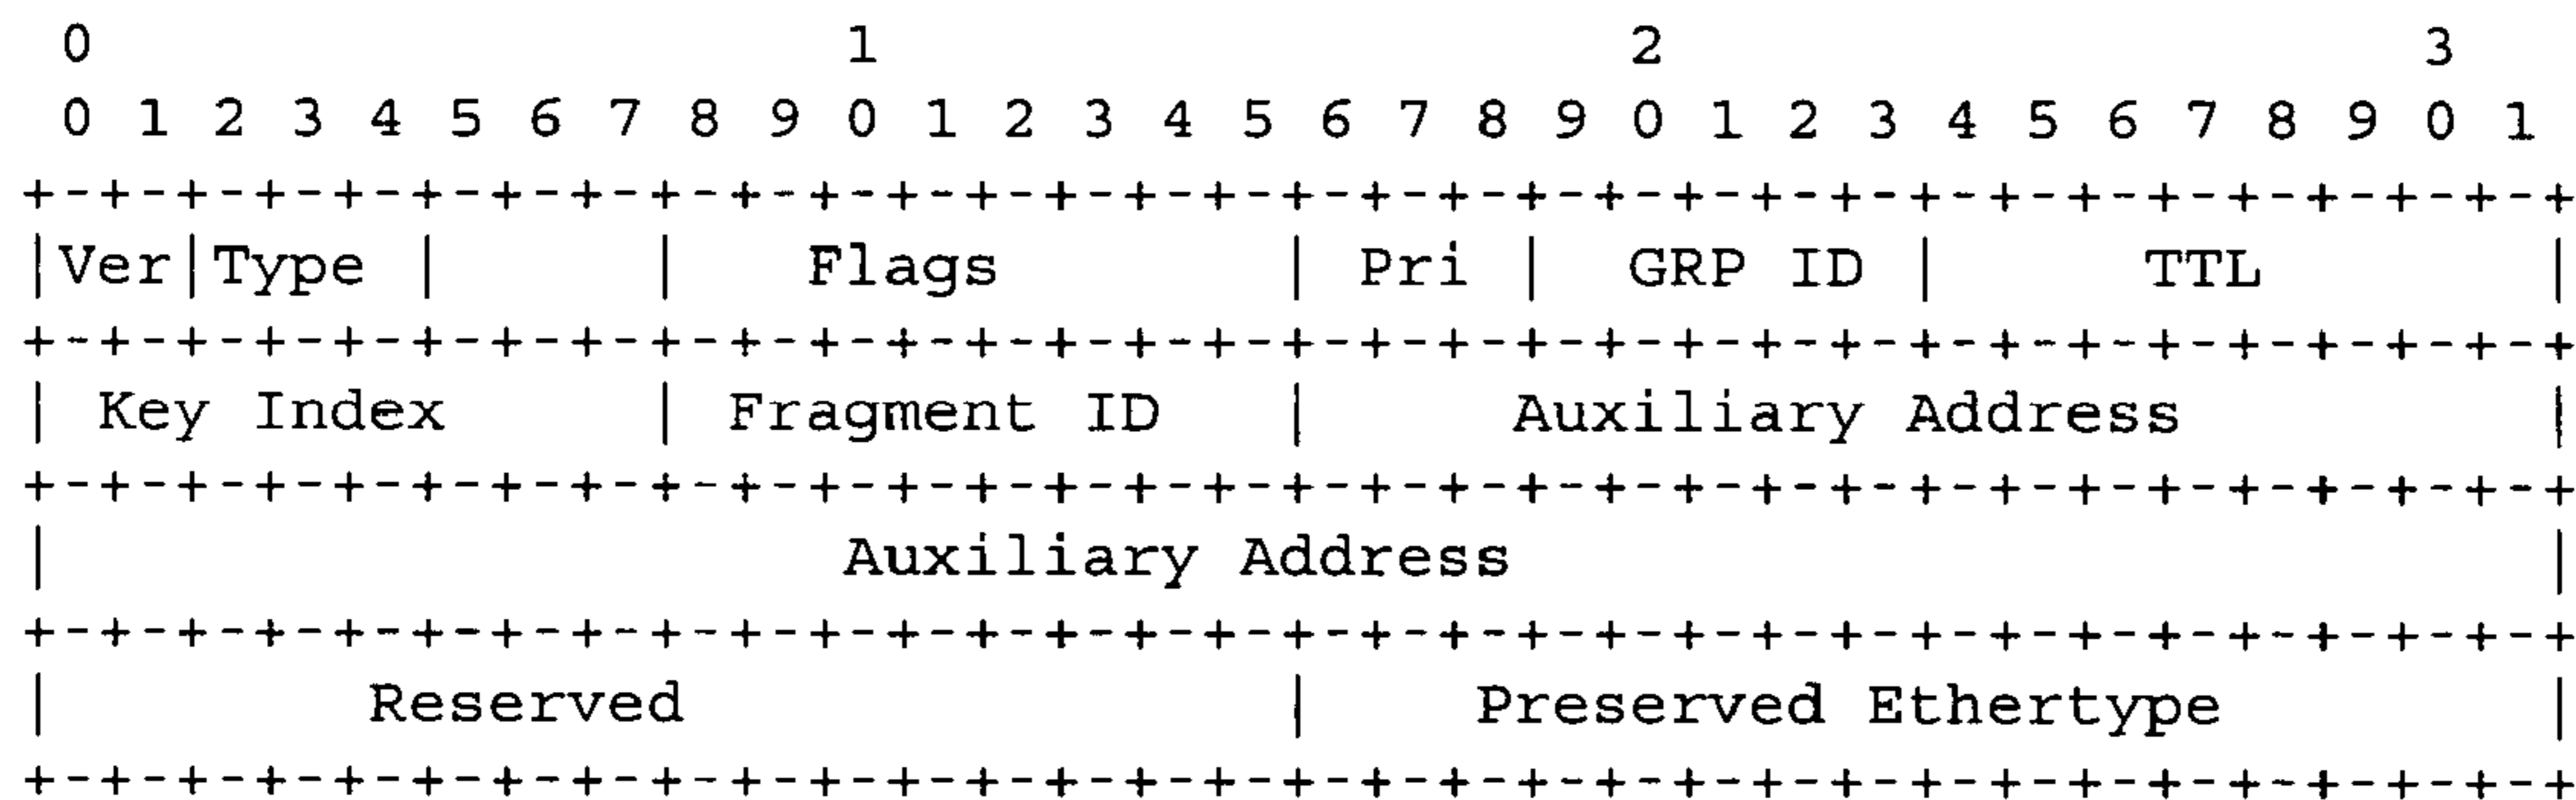 0                   1                   2                   3
 0 1 2 3 4 5 6 7 8 9 0 1 2 3 4 5 6 7 8 9 0 1 2 3 4 5 6 7 8 9 0 1
+-+-+-+-+-+-+-+-+-+-+-+-+-+-+-+-+-+-+-+-+-+-+-+-+-+-+-+-+-+-+-+-+
|Ver|Type |     |   Flags       | Pri |  GRP ID |     TTL       |
+-+-+-+-+-+-+-+-+-+-+-+-+-+-+-+-+-+-+-+-+-+-+-+-+-+-+-+-+-+-+-+-+
| Key Index     | Fragment ID   |     Auxiliary Address         |
+-+-+-+-+-+-+-+-+-+-+-+-+-+-+-+-+-+-+-+-+-+-+-+-+-+-+-+-+-+-+-+-+
|                    Auxiliary Address                          |
+-+-+-+-+-+-+-+-+-+-+-+-+-+-+-+-+-+-+-+-+-+-+-+-+-+-+-+-+-+-+-+-+
|        Reserved               |    Preserved Ethertype        |
+-+-+-+-+-+-+-+-+-+-+-+-+-+-+-+-+-+-+-+-+-+-+-+-+-+-+-+-+-+-+-+-+